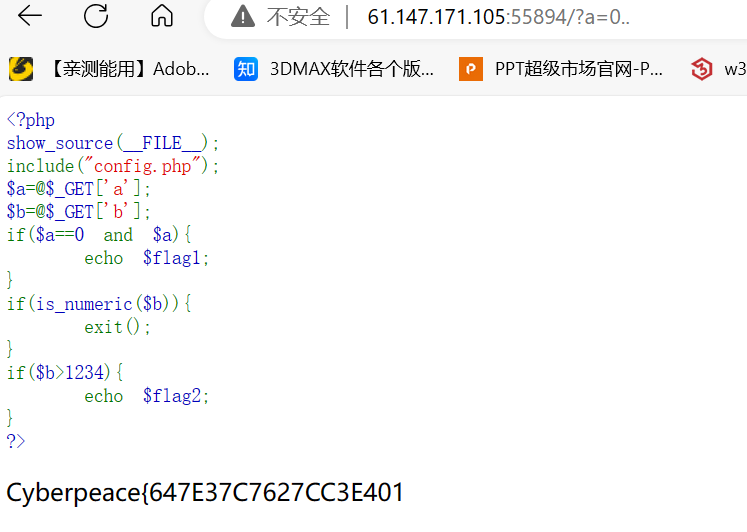 不安全 | 61.147.171.105:55894/?a=0..
【亲测能用】Adob... 知 3DMAX软件各个版... P PPT超级市场官网-P... w3
<?php
show_source(__FILE__);
include("config.php");
$a=@$_GET['a'];
$b=@$_GET['b'];
if($a==0 and $a){
echo $flag1;
}
if(is_numeric($b)){
exit();
}
if($b>1234){
echo $flag2;
}
?>
Cyberpeace{647E37C7627CC3E401